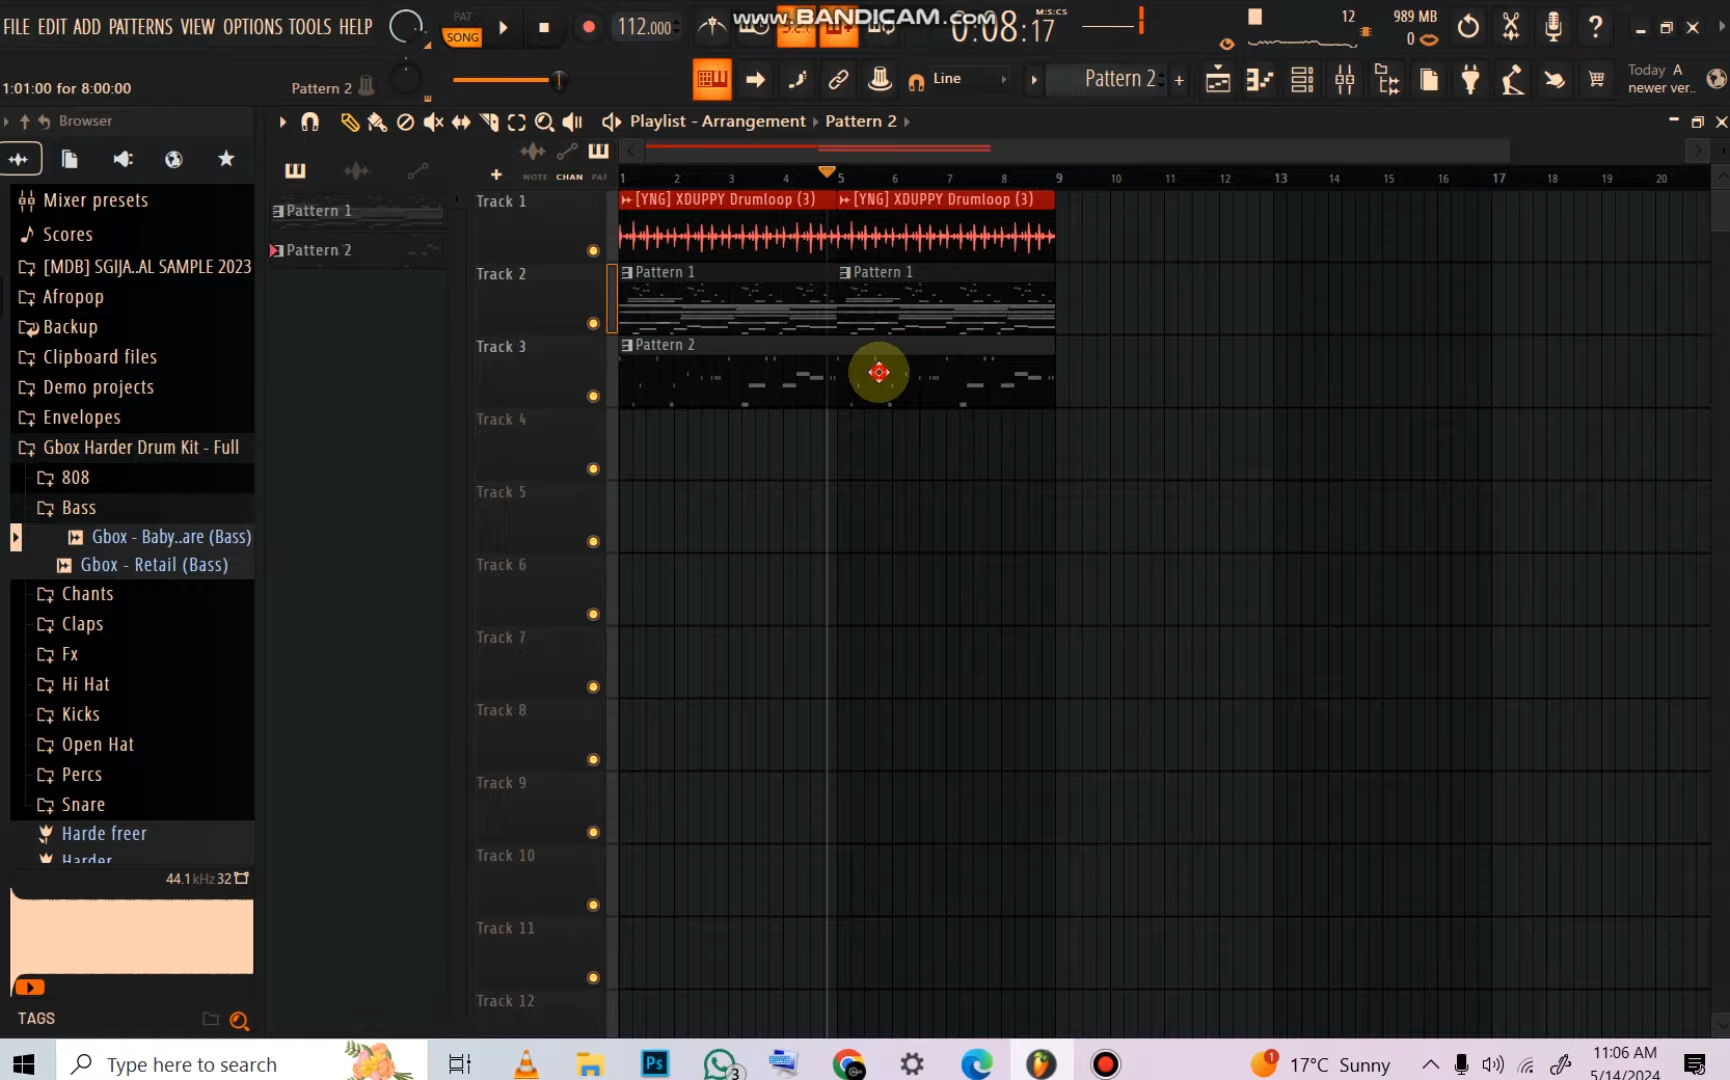 FILE EDIT ADD PATTERNS VIEW OPTIONS TOOLS HELP
PAT
SONG
112.000
www.BANDICAM.com
0:08:17
M:S:CS
12
989 MB
0
1:01:00 for 8:00:00
Pattern 2
Line
Pattern 2
Today A
newer ver..
Browser
Playlist - Arrangement Pattern 2
NOTE CHAN PAT
1 2 3 4 5 6 7 8 9 10 11 12 13 14 15 16 17 18 19 20
Mixer presets
Scores
[MDB] SGIJA..AL SAMPLE 2023
Afropop
Backup
Clipboard files
Demo projects
Envelopes
Gbox Harder Drum Kit - Full
808
Bass
Gbox - Baby..are (Bass)
Gbox - Retail (Bass)
Chants
Claps
Fx
Hi Hat
Kicks
Open Hat
Percs
Snare
Harde freer
Harder
44.1kHz 32
TAGS
Pattern 1
Pattern 2
Track 1
[YNG] XDUPPY Drumloop (3)
[YNG] XDUPPY Drumloop (3)
Track 2
Pattern 1
Pattern 1
Track 3
Pattern 2
Track 4
Track 5
Track 6
Track 7
Track 8
Track 9
Track 10
Track 11
Track 12
Type here to search
Ps
3
1
17°C Sunny
11:06 AM
5/14/2024